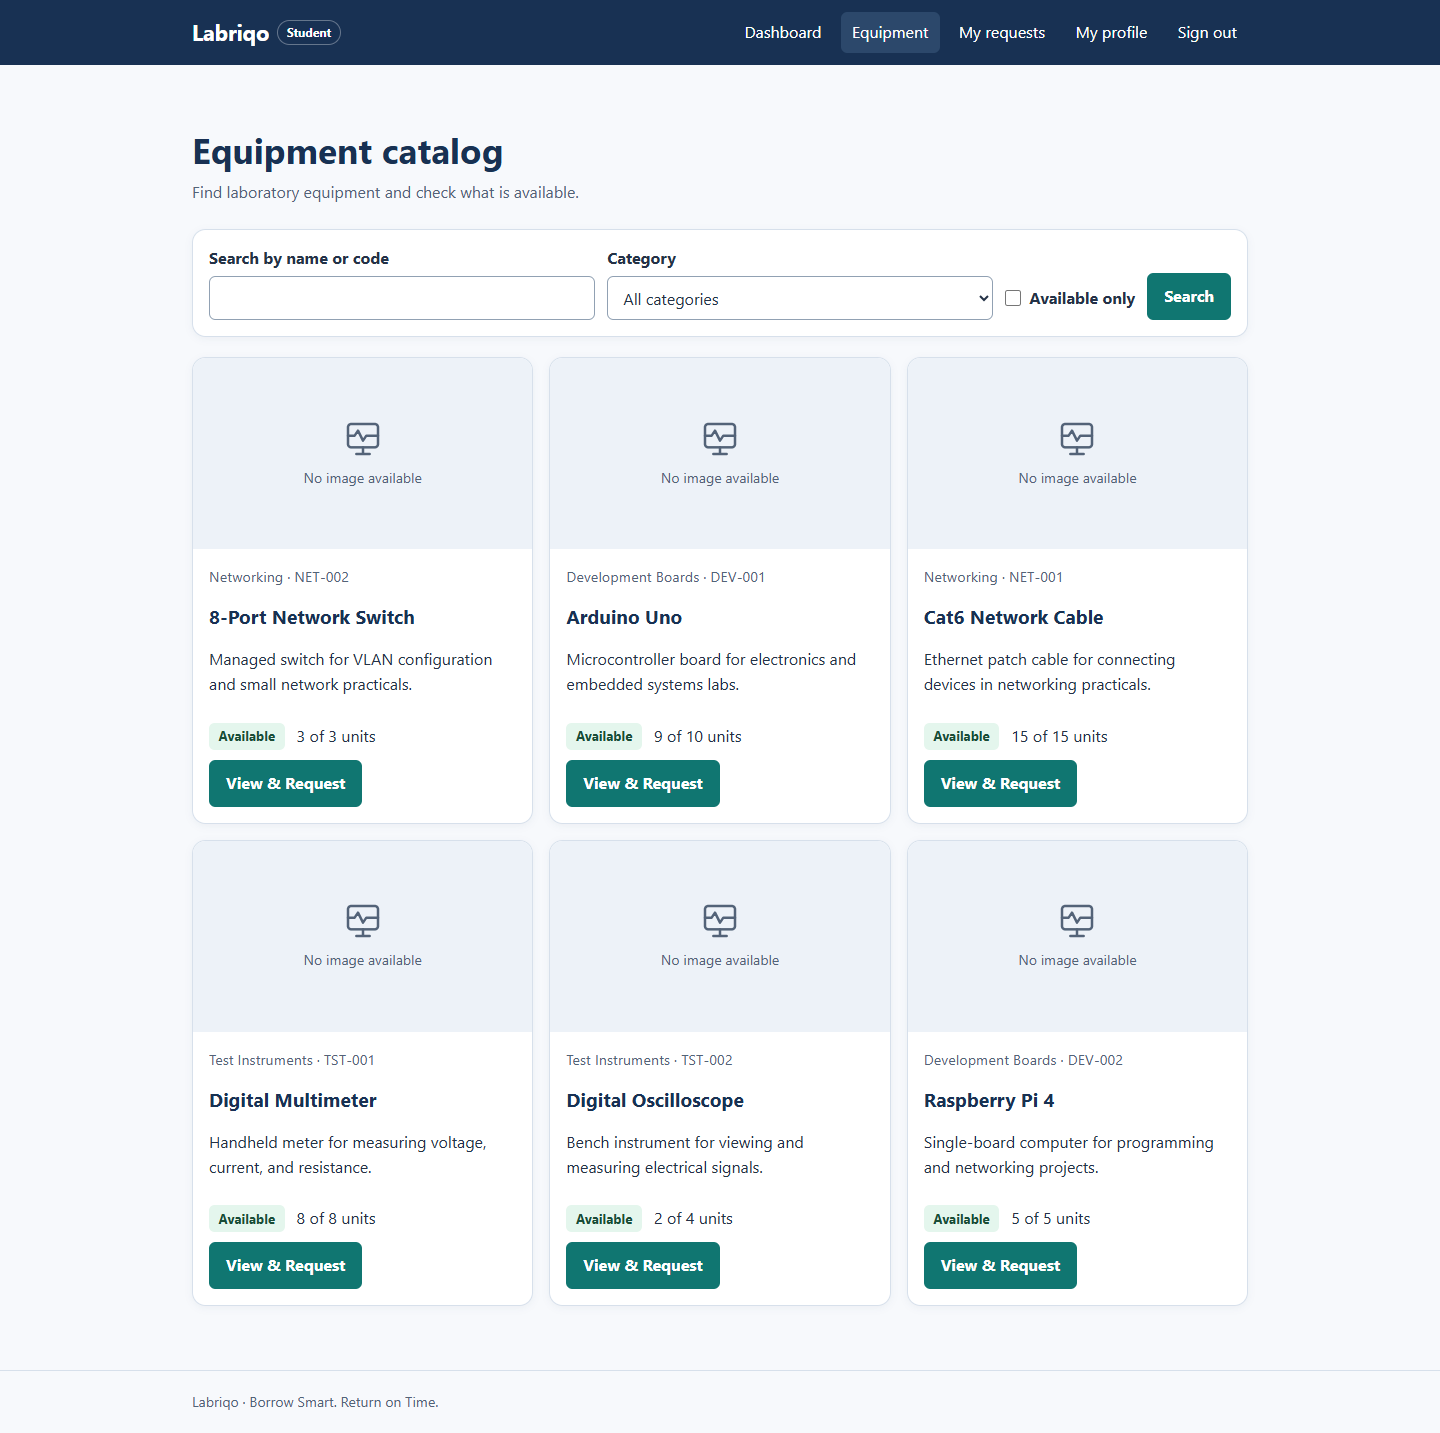 Labriqo Student Dashboard Equipment My requests My profile Sign out
Equipment catalog
Find laboratory equipment and check what is available.
Search by name or code
Category
All categories
Available only
Search
No image available
Networking · NET-002
8-Port Network Switch
Managed switch for VLAN configuration
and small network practicals.
Available 3 of 3 units
View & Request
No image available
Development Boards · DEV-001
Arduino Uno
Microcontroller board for electronics and
embedded systems labs.
Available 9 of 10 units
View & Request
No image available
Networking · NET-001
Cat6 Network Cable
Ethernet patch cable for connecting
devices in networking practicals.
Available 15 of 15 units
View & Request
No image available
Test Instruments · TST-001
Digital Multimeter
Handheld meter for measuring voltage,
current, and resistance.
Available 8 of 8 units
View & Request
No image available
Test Instruments · TST-002
Digital Oscilloscope
Bench instrument for viewing and
measuring electrical signals.
Available 2 of 4 units
View & Request
No image available
Development Boards · DEV-002
Raspberry Pi 4
Single-board computer for programming
and networking projects.
Available 5 of 5 units
View & Request
Labriqo · Borrow Smart. Return on Time.